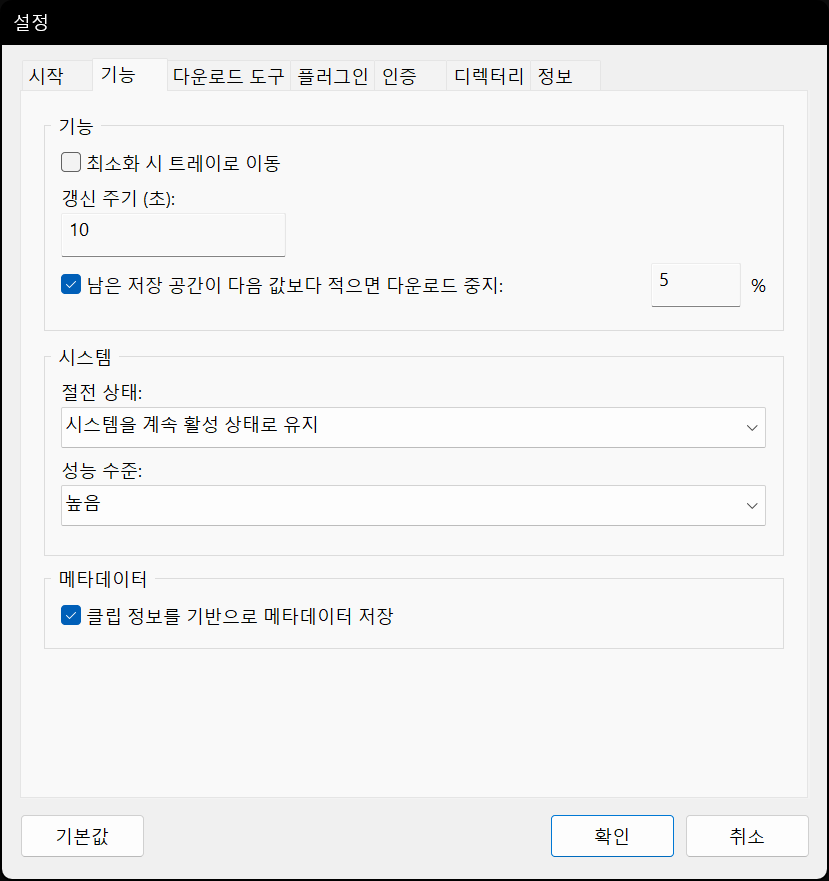 설정
시작 기능 다운로드 도구 플러그인 인증 디렉터리 정보
기능
최소화 시 트레이로 이동
갱신 주기 (초):
10
남은 저장 공간이 다음 값보다 적으면 다운로드 중지: 5 %
시스템
절전 상태:
시스템을 계속 활성 상태로 유지
성능 수준:
높음
메타데이터
클립 정보를 기반으로 메타데이터 저장
기본값 확인 취소